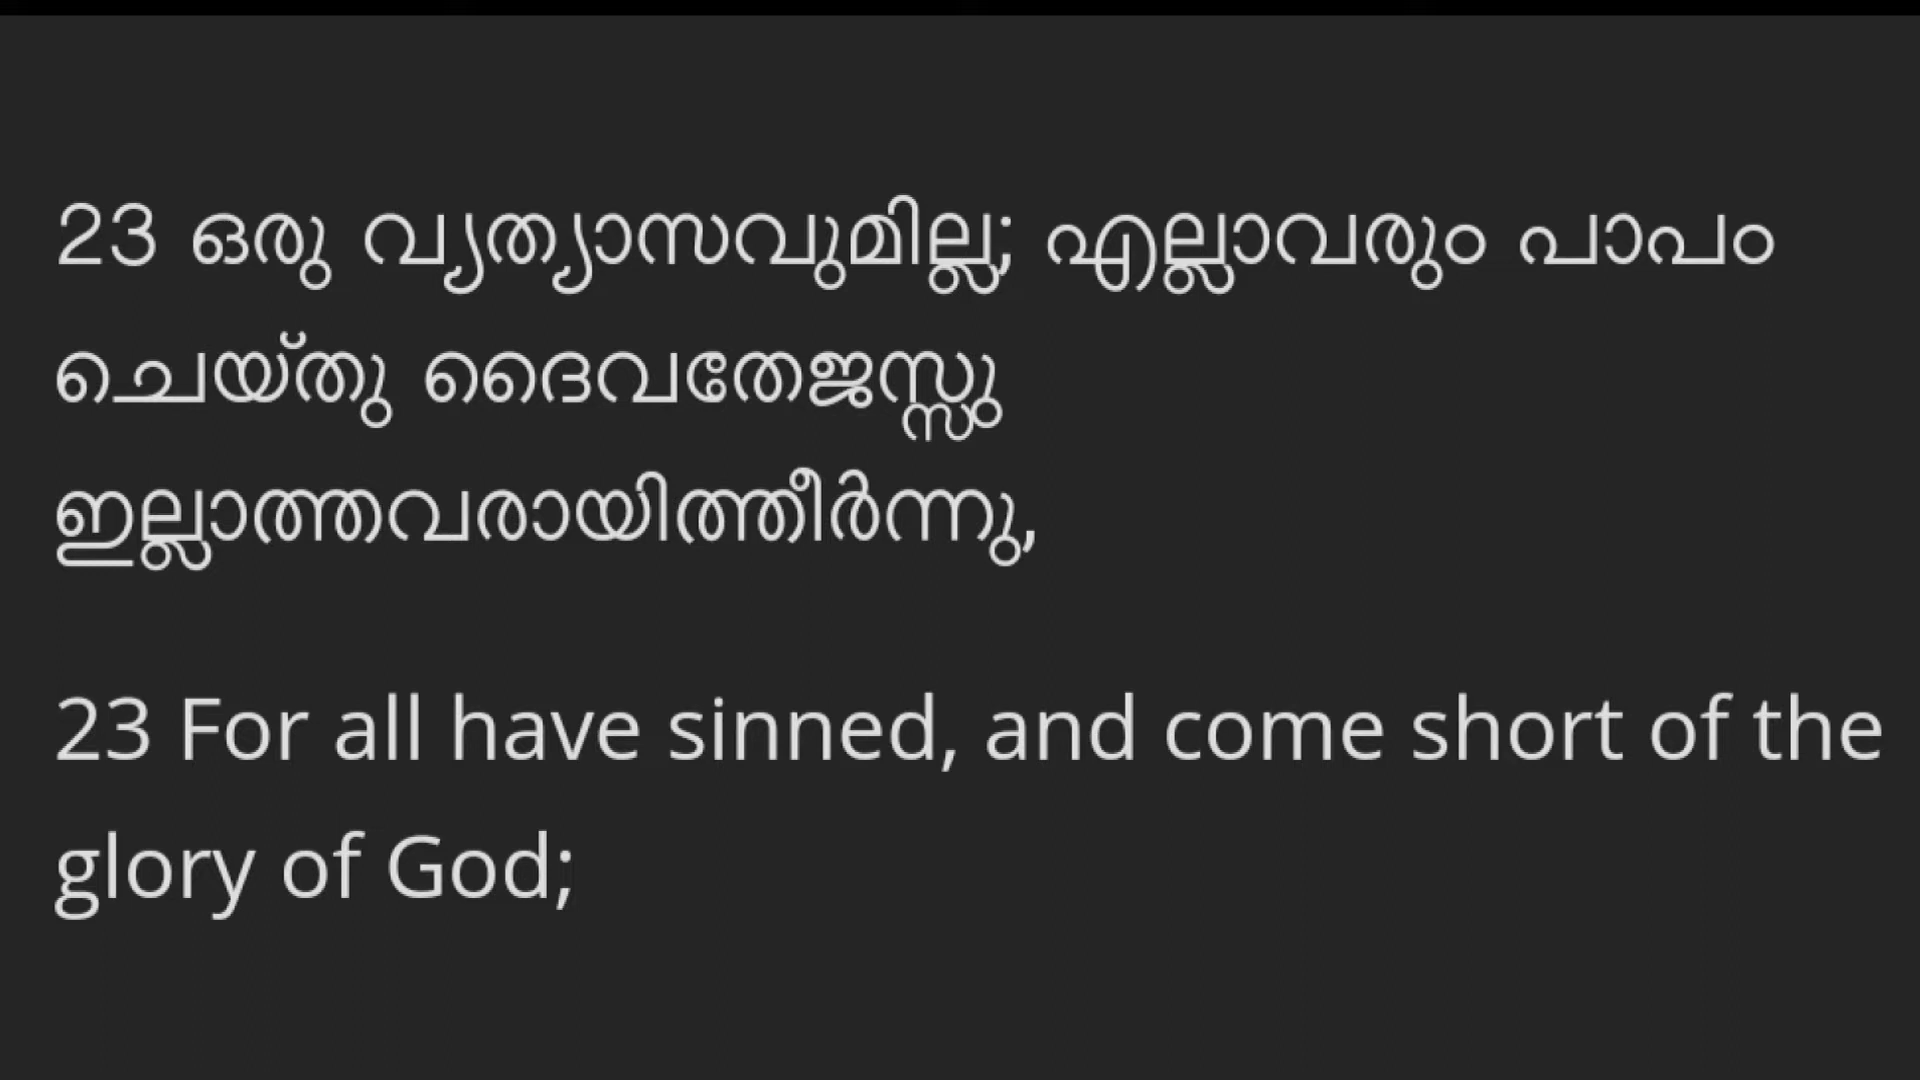 23 ഒരു വ്യത്യാസവുമില്ല; എല്ലാവരും പാപം
ചെയ്തു ദൈവതേജസ്സു
ഇല്ലാത്തവരായിത്തീർന്നു,
23 For all have sinned, and come short of the
glory of God;